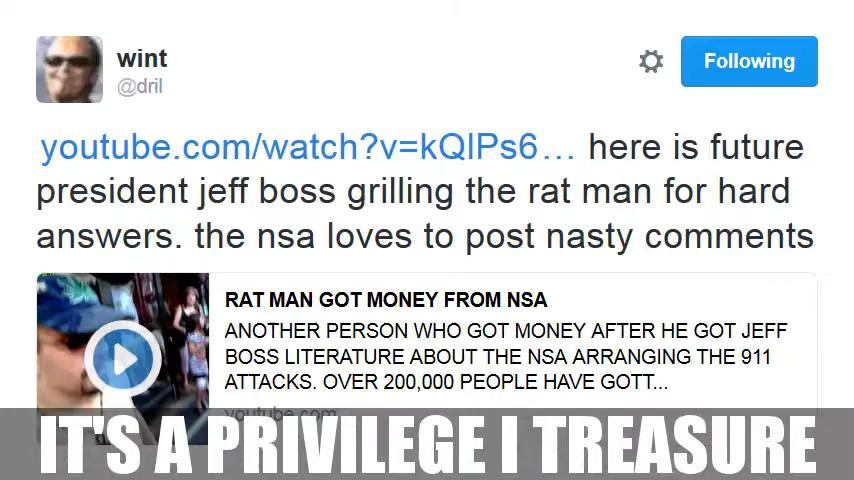 wint
@dril
Following
youtube.com/watch?v=kQIPs6… here is future
president jeff boss grilling the rat man for hard
answers. the nsa loves to post nasty comments
RAT MAN GOT MONEY FROM NSA
ANOTHER PERSON WHO GOT MONEY AFTER HE GOT JEFF
BOSS LITERATURE ABOUT THE NSA ARRANGING THE 911
ATTACKS. OVER 200,000 PEOPLE HAVE GOTT...
youtube.com
IT'S A PRIVILEGE I TREASURE